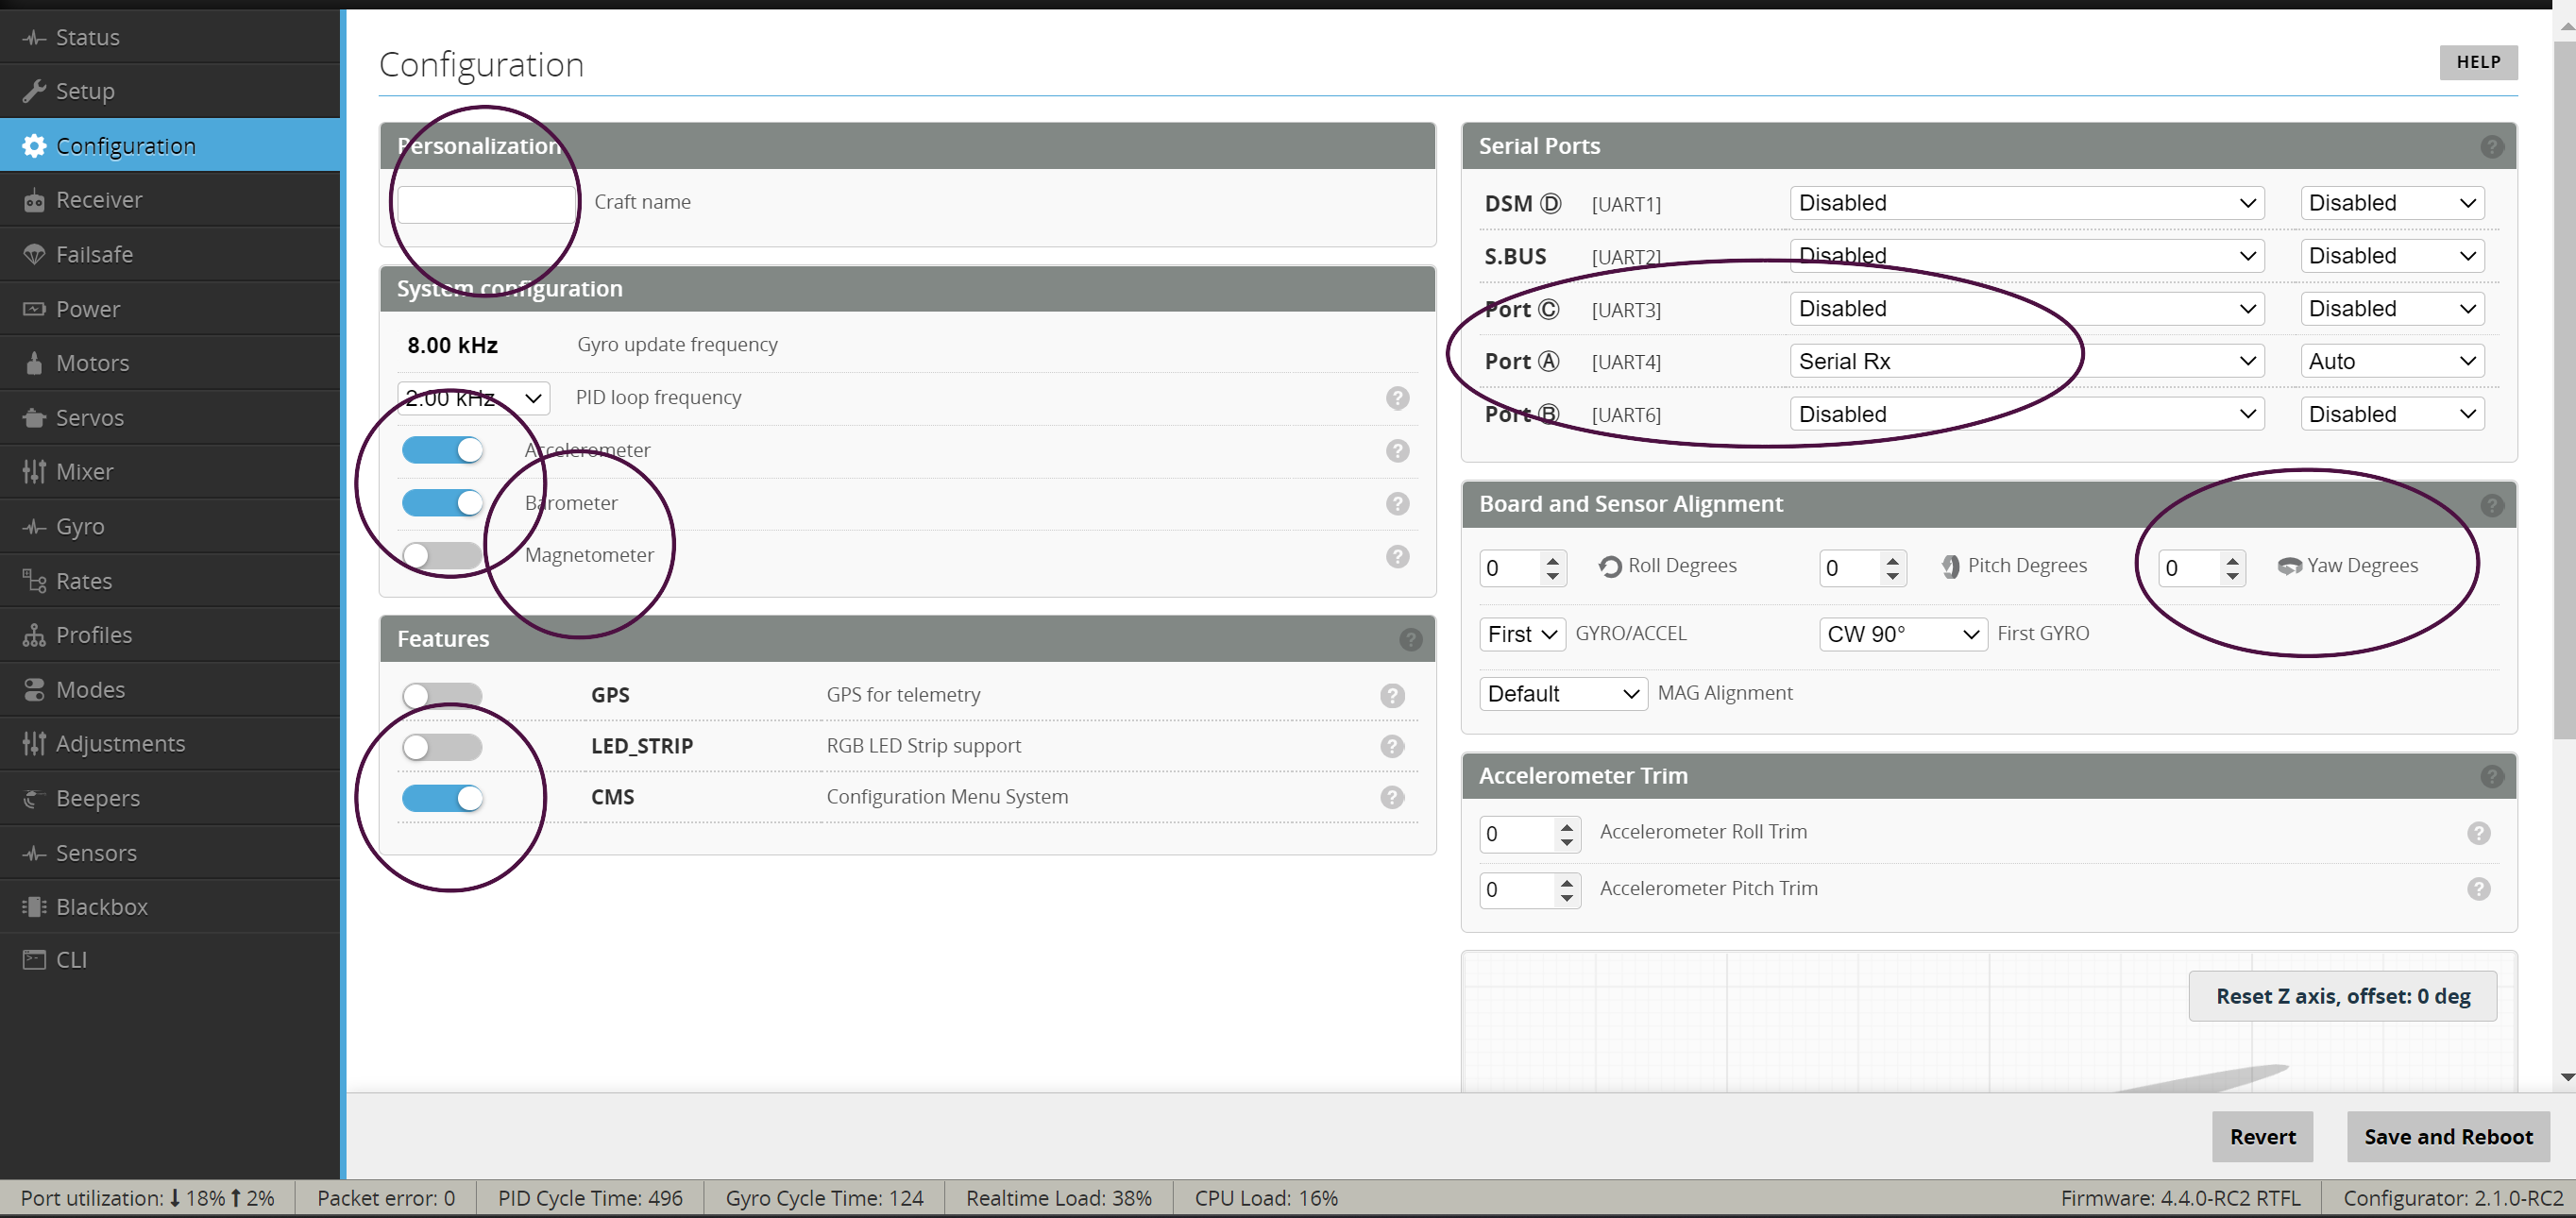 Status
Setup
Configuration
Receiver
Failsafe
Power
Motors
Servos
Mixer
Gyro
Rates
Profiles
Modes
Adjustments
Beepers
Sensors
Blackbox
CLI
Configuration
HELP
Personalization
Craft name
System configuration
8.00 kHz Gyro update frequency
2.00 kHz PID loop frequency ?
Accelerometer ?
Barometer ?
Magnetometer ?
Features ?
GPS GPS for telemetry ?
LED_STRIP RGB LED Strip support ?
CMS Configuration Menu System ?
Serial Ports ?
DSM Ⓓ [UART1] Disabled Disabled
S.BUS [UART2] Disabled Disabled
Port Ⓒ [UART3] Disabled Disabled
Port Ⓐ [UART4] Serial Rx Auto
Port Ⓑ [UART6] Disabled Disabled
Board and Sensor Alignment ?
0 Roll Degrees 0 Pitch Degrees 0 Yaw Degrees
First GYRO/ACCEL CW 90° First GYRO
Default MAG Alignment
Accelerometer Trim ?
0 Accelerometer Roll Trim ?
0 Accelerometer Pitch Trim ?
Reset Z axis, offset: 0 deg
Revert Save and Reboot
Port utilization: 18% 2% Packet error: 0 PID Cycle Time: 496 Gyro Cycle Time: 124 Realtime Load: 38% CPU Load: 16% Firmware: 4.4.0-RC2 RTFL Configurator: 2.1.0-RC2